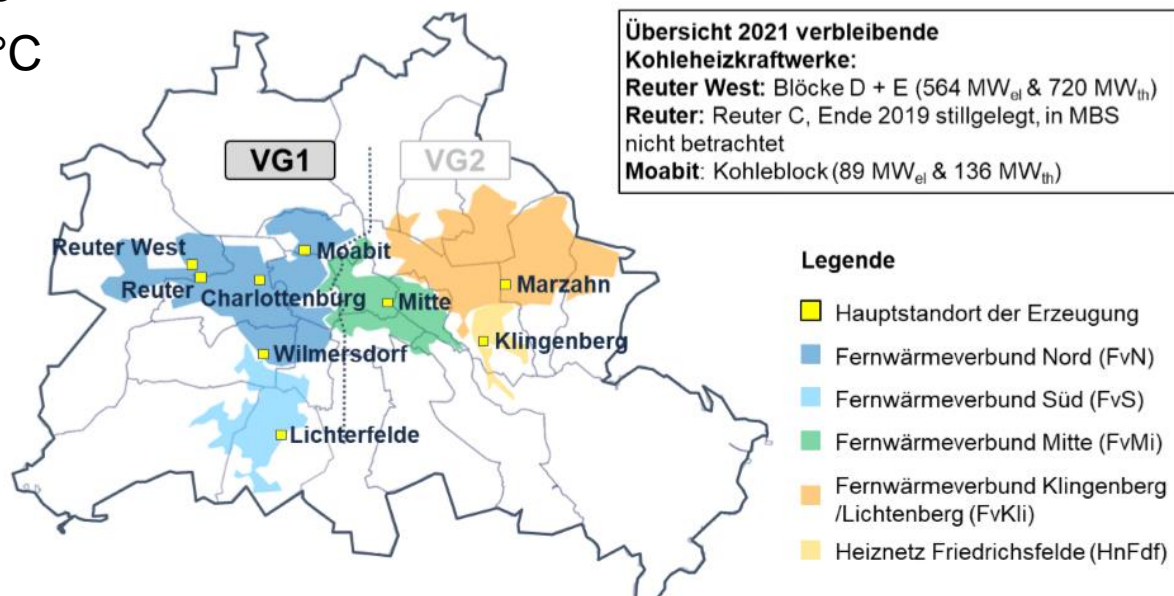 °C
Übersicht 2021 verbleibende
Kohleheizkraftwerke:
Reuter West: Blöcke D + E (564 MWel & 720 MWth)
Reuter: Reuter C, Ende 2019 stillgelegt, in MBS
nicht betrachtet
Moabit: Kohleblock (89 MWel & 136 MWth)
VG1
VG2
Reuter West
Moabit
Reuter
Charlottenburg
Mitte
Marzahn
Klingenberg
Wilmersdorf
Lichterfelde
Legende
Hauptstandort der Erzeugung
Fernwärmeverbund Nord (FvN)
Fernwärmeverbund Süd (FvS)
Fernwärmeverbund Mitte (FvMi)
Fernwärmeverbund Klingenberg
/Lichtenberg (FvKli)
Heiznetz Friedrichsfelde (HnFdf)